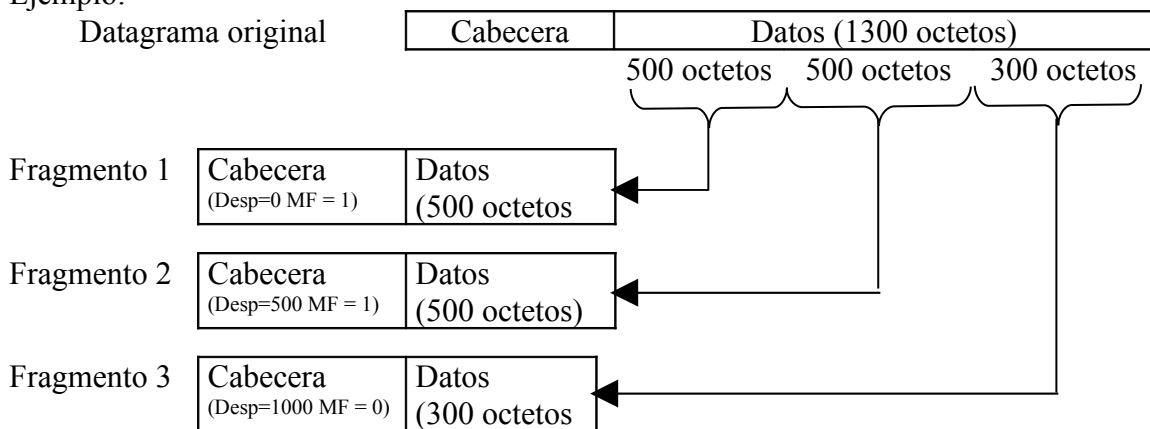 Ejemplo:
Datagrama original Cabecera Datos (1300 octetos)
500 octetos 500 octetos 300 octetos
Fragmento 1 Cabecera Datos
(Desp=0 MF = 1) (500 octetos
Fragmento 2 Cabecera Datos
(Desp=500 MF = 1) (500 octetos)
Fragmento 3 Cabecera Datos
(Desp=1000 MF = 0) (300 octetos